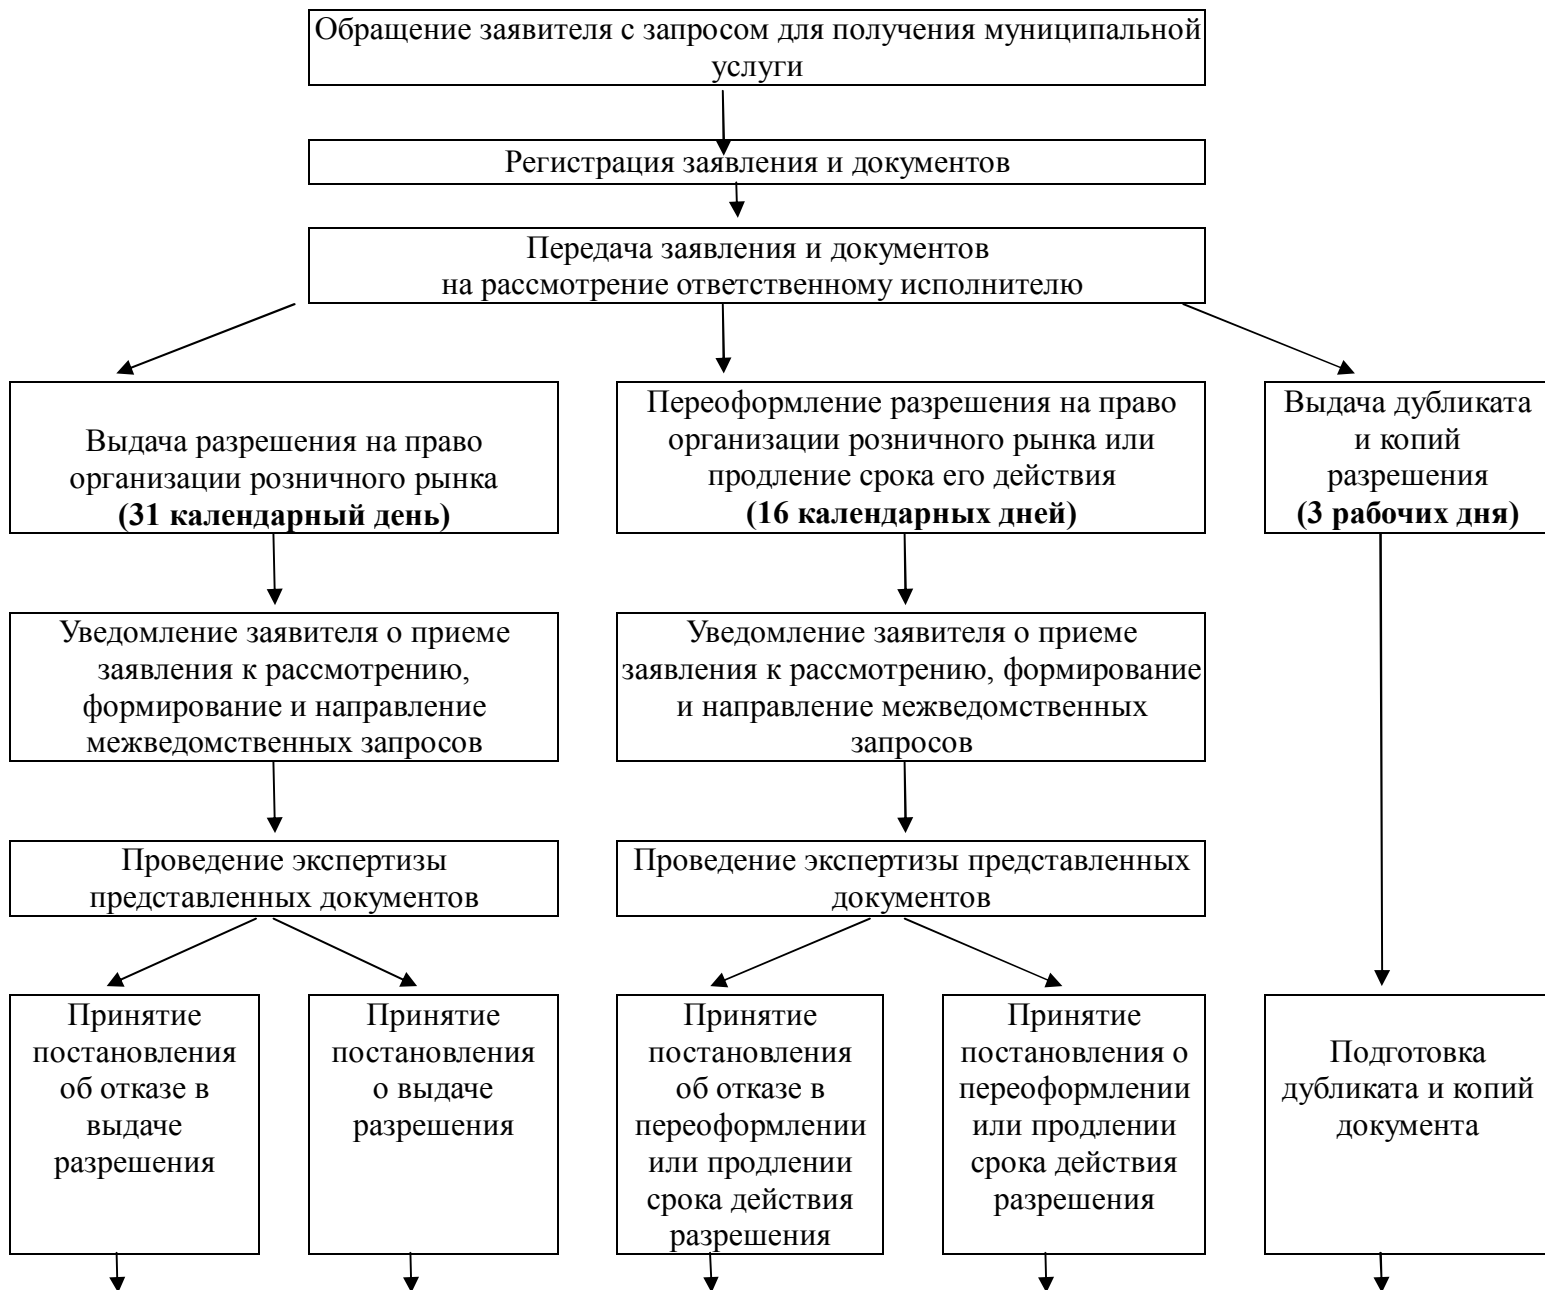 Обращение заявителя с запросом для получения муниципальной
услуги
Регистрация заявления и документов
Передача заявления и документов
на рассмотрение ответственному исполнителю
Выдача разрешения на право
организации розничного рынка
(31 календарный день)
Переоформление разрешения на право
организации розничного рынка или
продление срока его действия
(16 календарных дней)
Выдача дубликата
и копий
разрешения
(3 рабочих дня)
Уведомление заявителя о приеме
заявления к рассмотрению,
формирование и направление
межведомственных запросов
Уведомление заявителя о приеме
заявления к рассмотрению, формирование
и направление межведомственных
запросов
Проведение экспертизы
представленных документов
Проведение экспертизы представленных
документов
Принятие
постановления
об отказе в
выдаче
разрешения
Принятие
постановления
о выдаче
разрешения
Принятие
постановления
об отказе в
переоформлении
или продлении
срока действия
разрешения
Принятие
постановления о
переоформлении
или продлении
срока действия
разрешения
Подготовка
дубликата и копий
документа